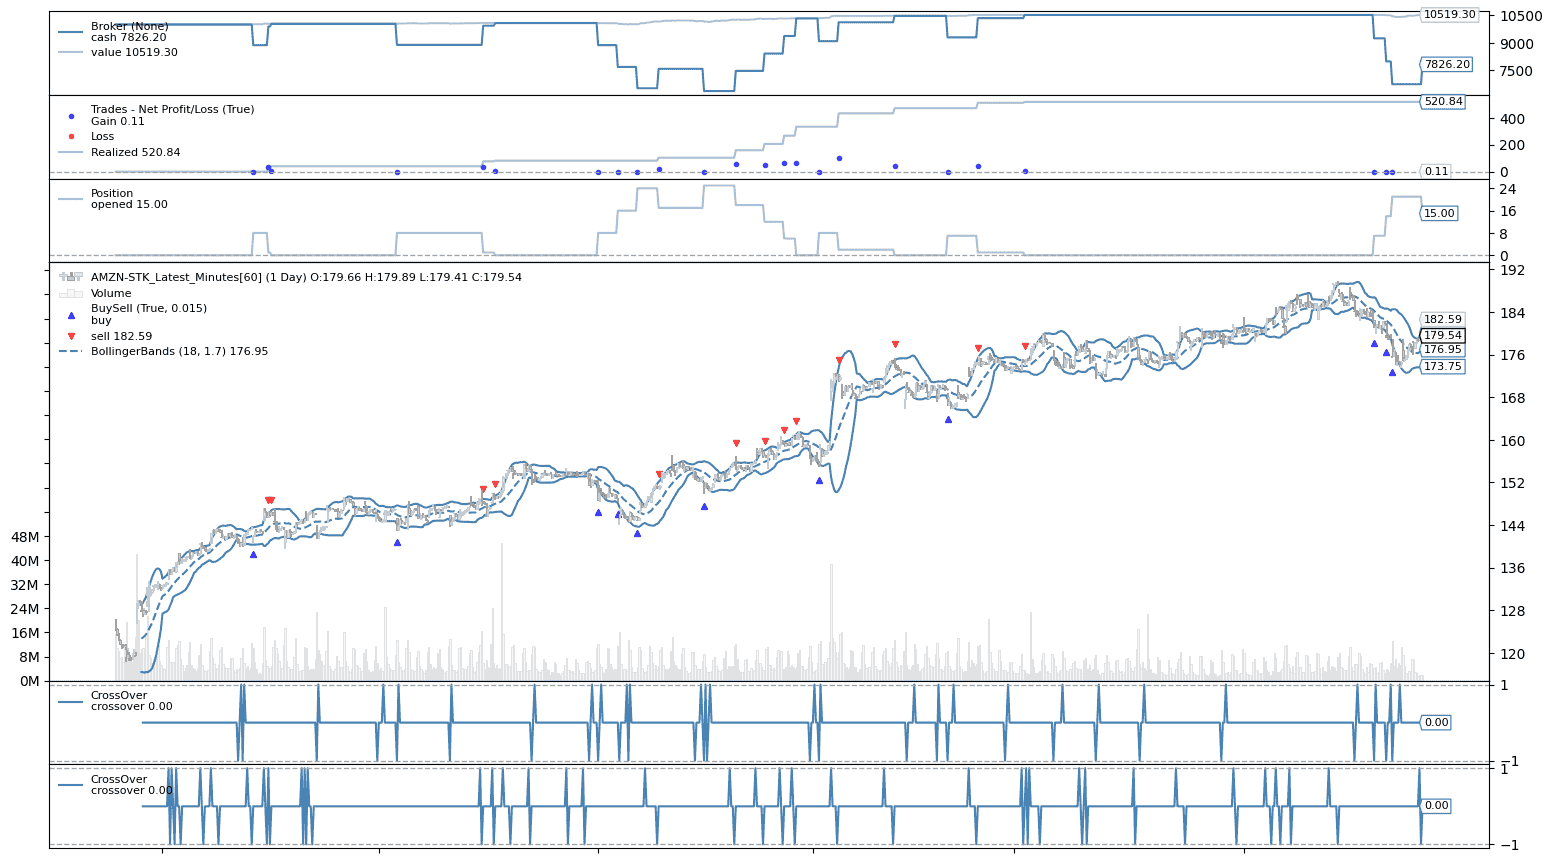 Broker (None)
cash 7826.20
value 10519.30
10500
9000
7500
10519.30
7826.20
Trades - Net Profit/Loss (True)
Gain 0.11
Loss
Realized 520.84
400
200
0
520.84
0.11
Position
opened 15.00
24
16
8
0
15.00
AMZN-STK_Latest_Minutes[60] (1 Day) O:179.66 H:179.89 L:179.41 C:179.54
Volume
BuySell (True, 0.015)
buy
sell 182.59
BollingerBands (18, 1.7) 176.95
192
184
176
168
160
152
144
136
128
120
182.59
179.54
176.95
173.75
48M
40M
32M
24M
16M
8M
0M
CrossOver
crossover 0.00
1
0.00
−1
CrossOver
crossover 0.00
1
0.00
−1